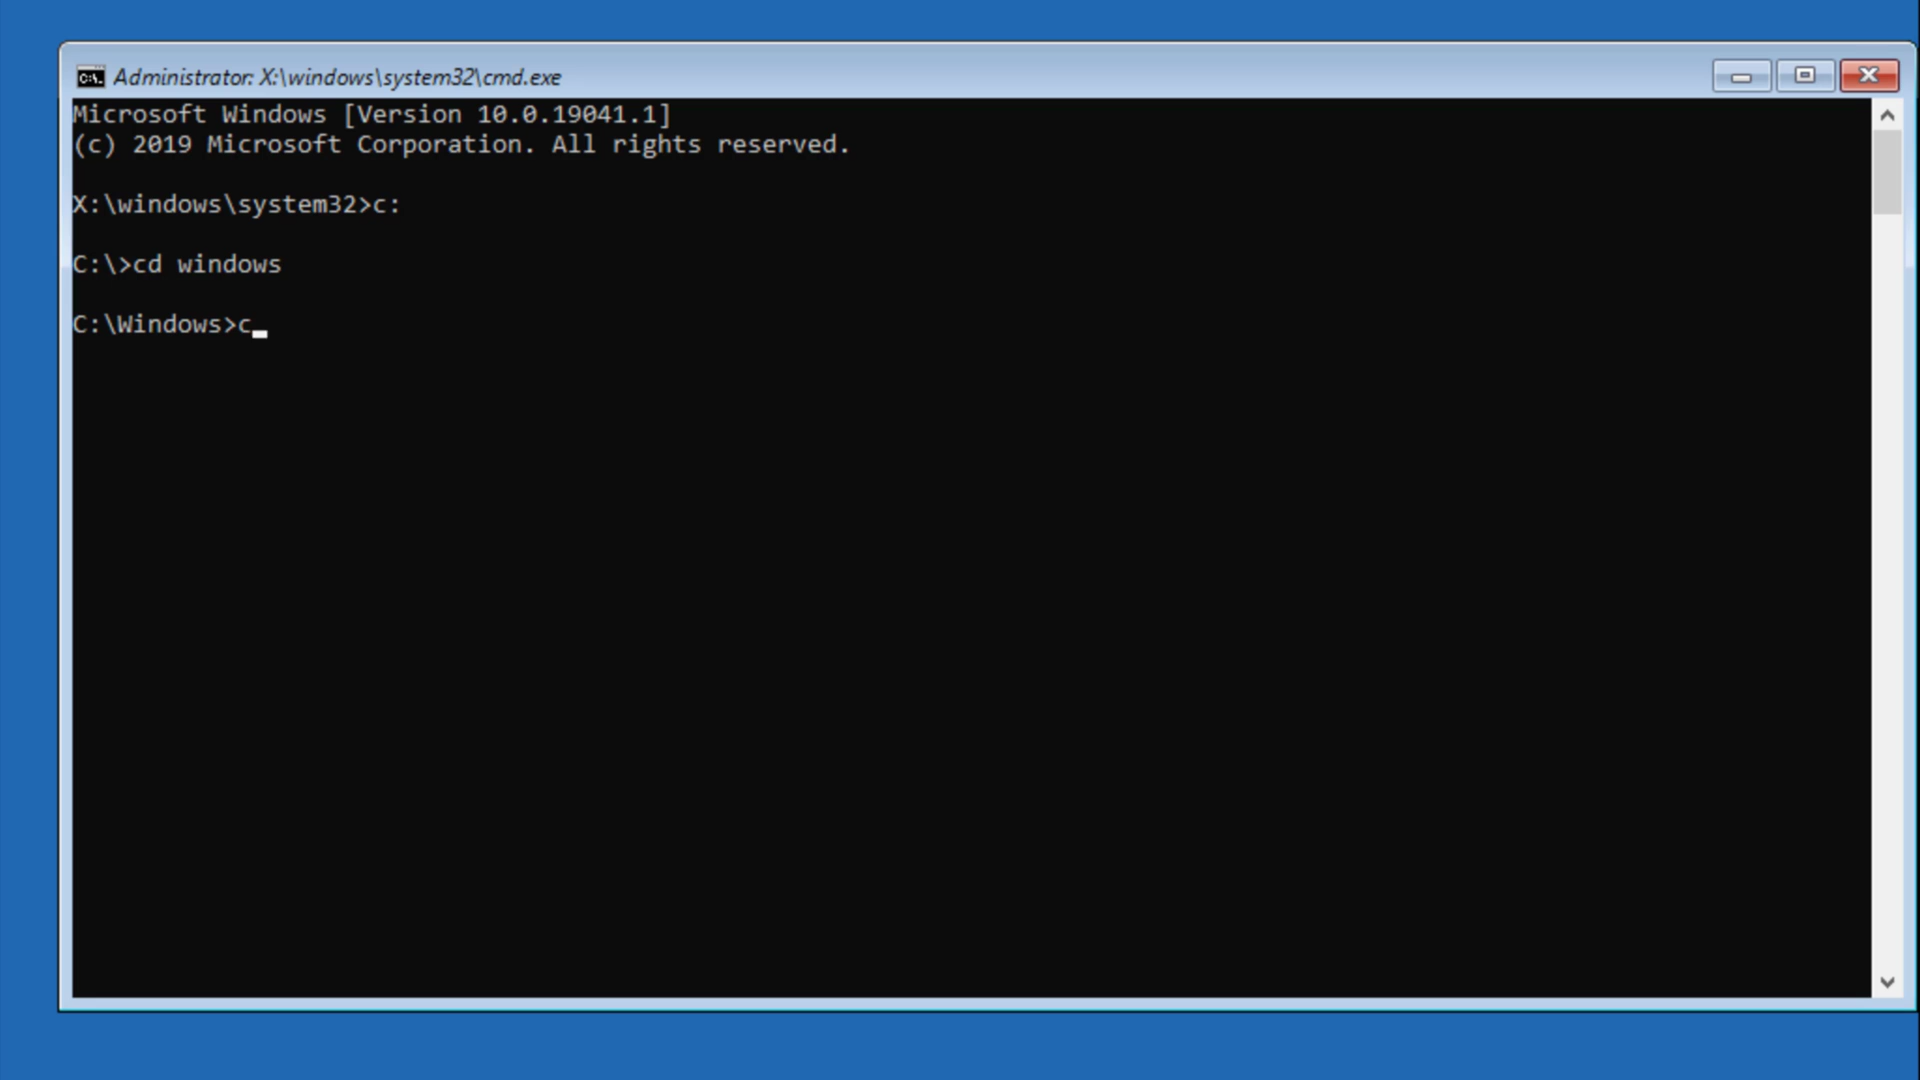 Administrator: X:\windows\system32\cmd.exe
Microsoft Windows [Version 10.0.19041.1]
(c) 2019 Microsoft Corporation. All rights reserved.
X:\windows\system32>c:
C:\>cd windows
C:\Windows>c